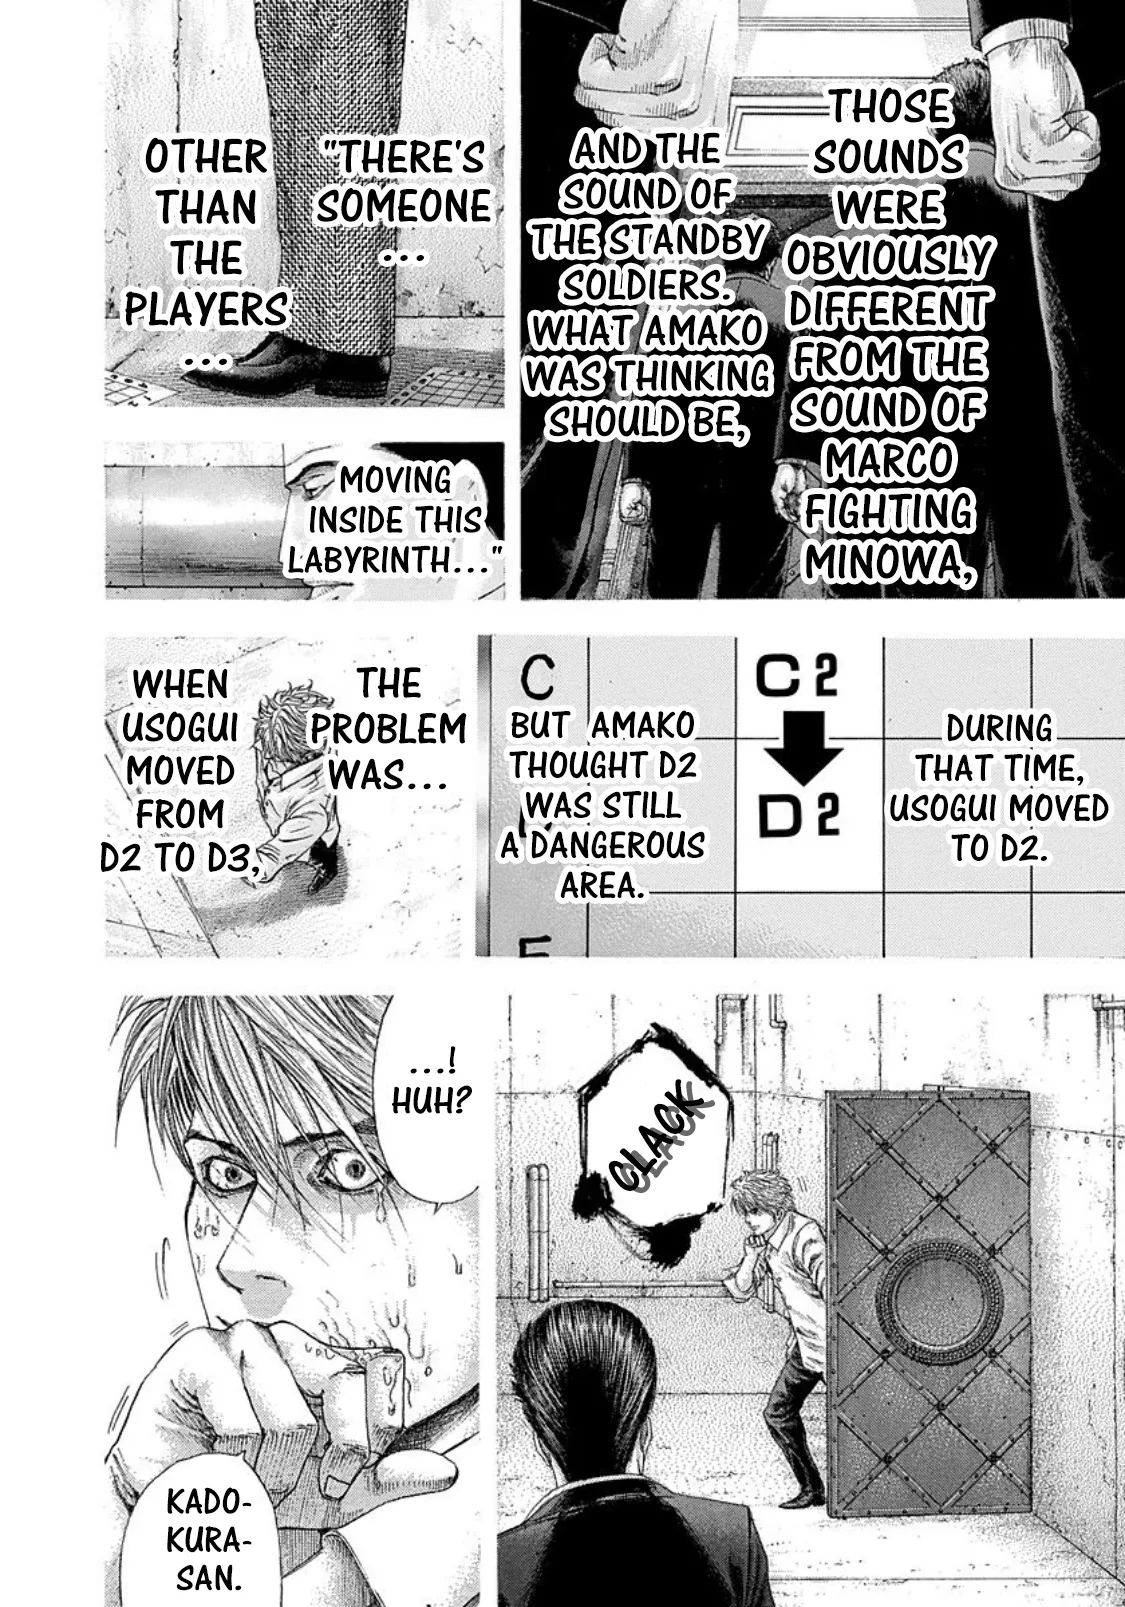 THOSE
SOUNDS
WERE
OBVIOUSLY
DIFFERENT
FROM THE
SOUND OF
MARCO
FIGHTING
MINOWA,
AND THE
SOUND OF
THE STANDBY
SOLDIERS.
WHAT AMAKO
WAS THINKING
SHOULD BE,
"THERE'S
SOMEONE
...
OTHER
THAN
THE
PLAYERS
...
MOVING
INSIDE THIS
LABYRINTH..."
DURING
THAT TIME,
USOGUI MOVED
TO D2.
C2
D2
C
BUT AMAKO
THOUGHT D2
WAS STILL
A DANGEROUS
AREA.
THE
PROBLEM
WAS...
WHEN
USOGUI
MOVED
FROM
D2 TO D3,
CLACK
...!
HUH?
KADO-
KURA-
SAN.